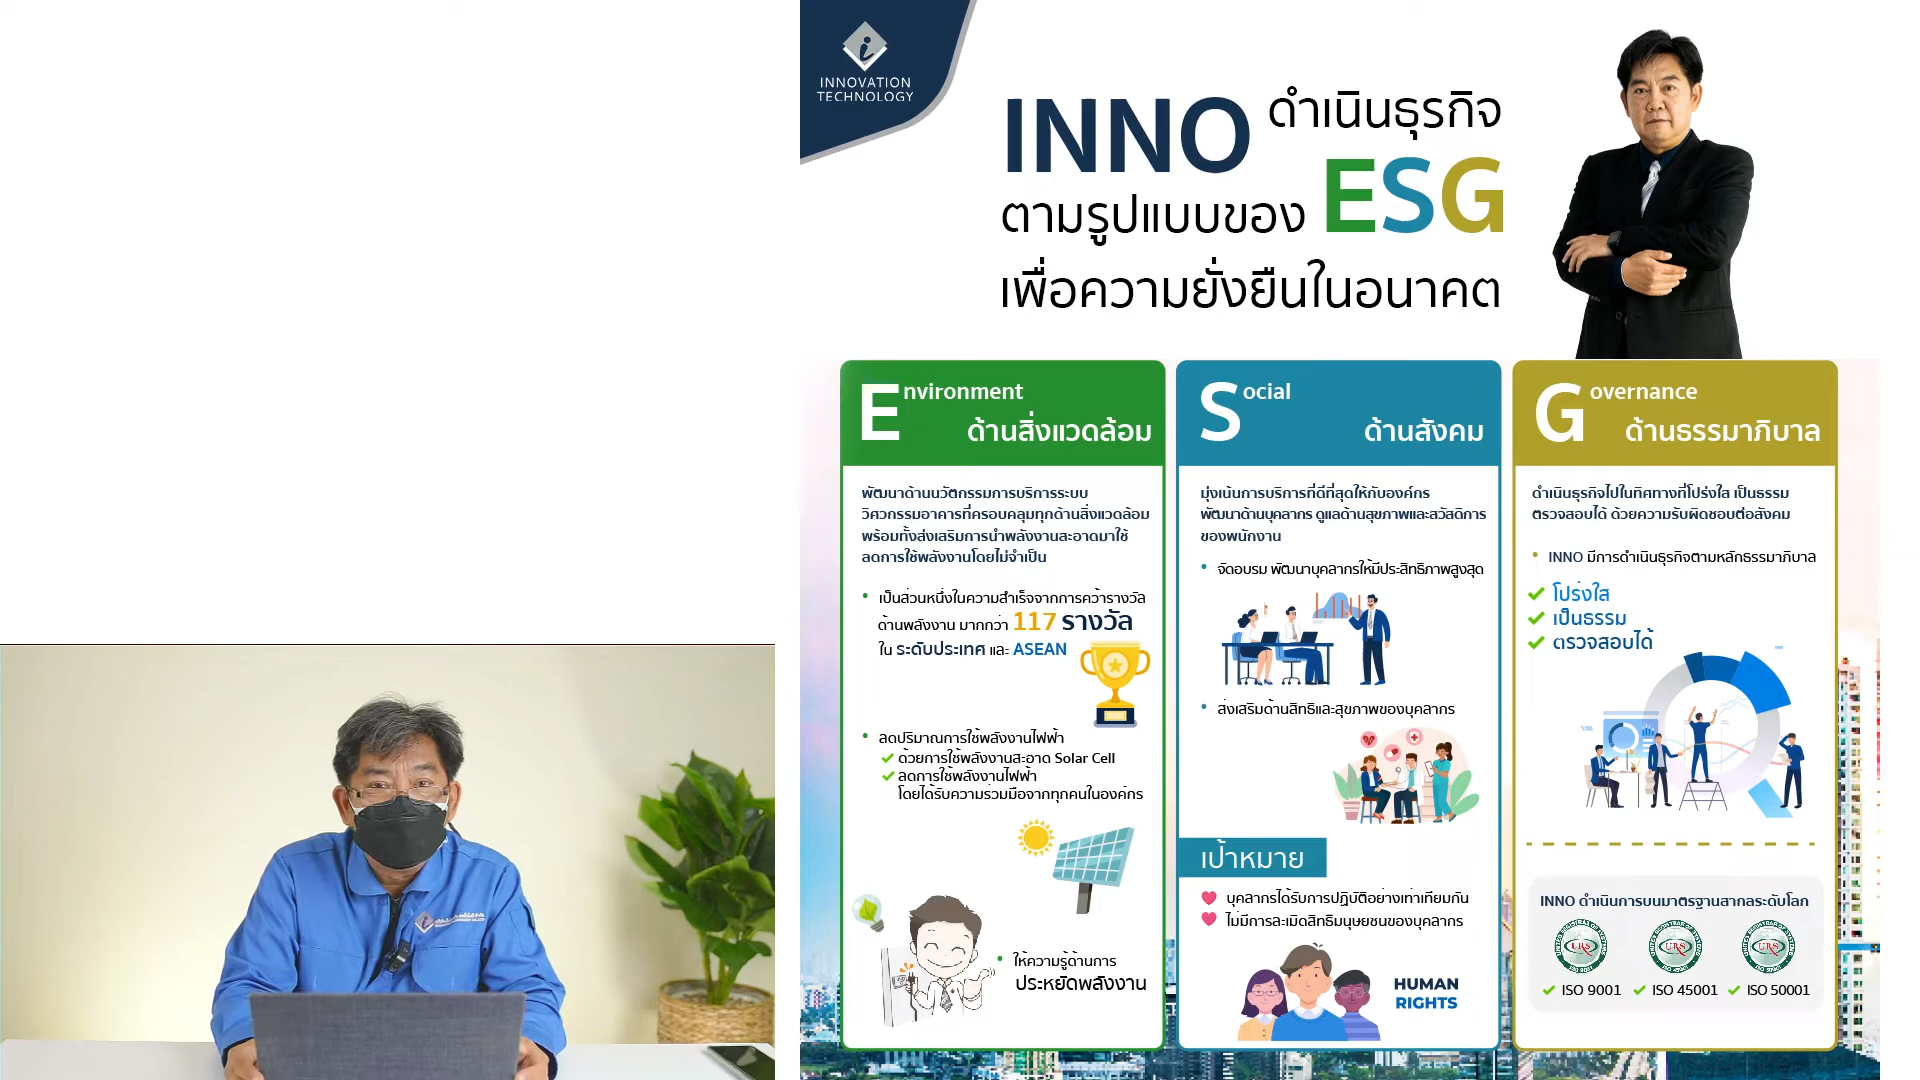 INNOVATION
TECHNOLOGY
INNO ดำเนินธุรกิจ
ตามรูปแบบของ ESG
เพื่อความยั่งยืนในอนาคต
Environment
ด้านสิ่งแวดล้อม
พัฒนาด้านนวัตกรรมการบริการระบบ
วิศวกรรมอาคารที่ครอบคลุมทุกด้านสิ่งแวดล้อม
พร้อมทั้งส่งเสริมการนำพลังงานสะอาดมาใช้
ลดการใช้พลังงานโดยไม่จำเป็น
• เป็นส่วนหนึ่งในความสำเร็จจากการคว้ารางวัล
ด้านพลังงาน มากกว่า 117 รางวัล
ใน ระดับประเทศ และ ASEAN
• ลดปริมาณการใช้พลังงานไฟฟ้า
ด้วยการใช้พลังงานสะอาด Solar Cell
ลดการใช้พลังงานไฟฟ้า
โดยได้รับความร่วมมือจากทุกคนในองค์กร
• ให้ความรู้ด้านการ
ประหยัดพลังงาน
Social
ด้านสังคม
มุ่งเน้นการบริการที่ดีที่สุดให้กับองค์กร
พัฒนาด้านบุคลากร ดูแลด้านสุขภาพและสวัสดิการ
ของพนักงาน
• จัดอบรม พัฒนาบุคลากรให้มีประสิทธิภาพสูงสุด
• ส่งเสริมด้านสิทธิและสุขภาพของบุคลากร
เป้าหมาย
บุคลากรได้รับการปฏิบัติอย่างเท่าเทียมกัน
ไม่มีการละเมิดสิทธิมนุษยชนของบุคลากร
HUMAN
RIGHTS
Governance
ด้านธรรมาภิบาล
ดำเนินธุรกิจไปในทิศทางที่โปร่งใส เป็นธรรม
ตรวจสอบได้ ด้วยความรับผิดชอบต่อสังคม
• INNO มีการดำเนินธุรกิจตามหลักธรรมาภิบาล
โปร่งใส
เป็นธรรม
ตรวจสอบได้
INNO ดำเนินการบนมาตรฐานสากลระดับโลก
URS URS URS
ISO 9001 ISO 45001 ISO 50001